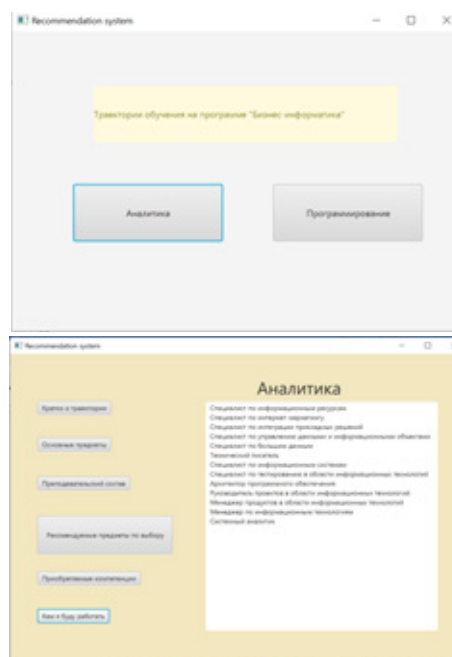 Recommendation system
Траектории обучения на программе "Бизнес-информатика"
Аналитика
Программирование
Recommendation system
Аналитика
Кратко о траектории
Основные предметы
Преподавательский состав
Рекомендуемые предметы по выбору
Приобретаемые компетенции
Кем я буду работать
Специалист по информационным ресурсам
Специалист по интернет-маркетингу
Специалист по интеграции прикладных решений
Специалист по управлению данными и информационными объектами
Специалист по большим данным
Технический писатель
Специалист по информационным системам
Специалист по тестированию в области информационных технологий
Архитектор программного обеспечения
Руководитель проектов в области информационных технологий
Менеджер продуктов в области информационных технологий
Менеджер по информационным технологиям
Системный аналитик